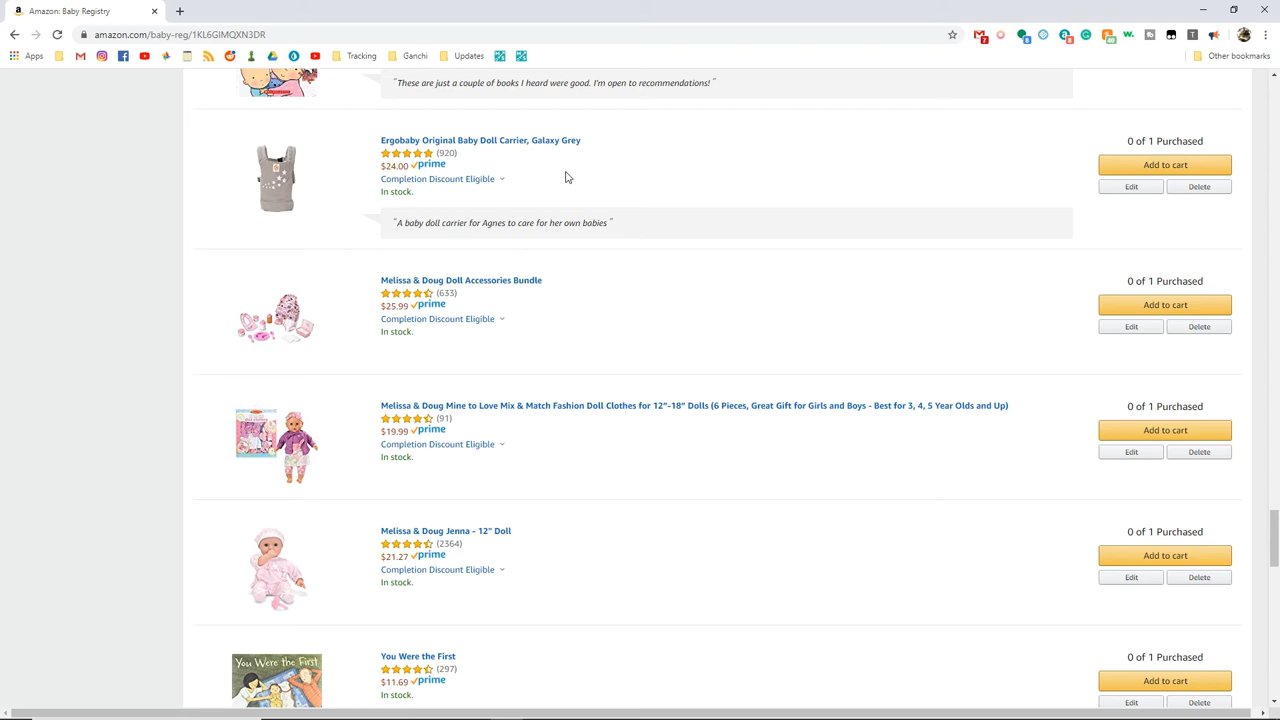 Amazon: Baby Registry
amazon.com/baby-reg/1KL6GIMQXN3DR
Apps
Tracking
Ganchi
Updates
Other bookmarks
"These are just a couple of books I heard were good. I'm open to recommendations! "
Ergobaby Original Baby Doll Carrier, Galaxy Grey
(920)
$24.00 prime
Completion Discount Eligible
In stock.
0 of 1 Purchased
Add to cart
Edit Delete
"A baby doll carrier for Agnes to care for her own babies "
Melissa & Doug Doll Accessories Bundle
(633)
$25.99 prime
Completion Discount Eligible
In stock.
0 of 1 Purchased
Add to cart
Edit Delete
Melissa & Doug Mine to Love Mix & Match Fashion Doll Clothes for 12"-18" Dolls (6 Pieces, Great Gift for Girls and Boys - Best for 3, 4, 5 Year Olds and Up)
(91)
$19.99 prime
Completion Discount Eligible
In stock.
0 of 1 Purchased
Add to cart
Edit Delete
Melissa & Doug Jenna - 12" Doll
(2364)
$21.27 prime
Completion Discount Eligible
In stock.
0 of 1 Purchased
Add to cart
Edit Delete
You Were the First
You Were the First
(297)
$11.69 prime
In stock.
0 of 1 Purchased
Add to cart
Edit Delete